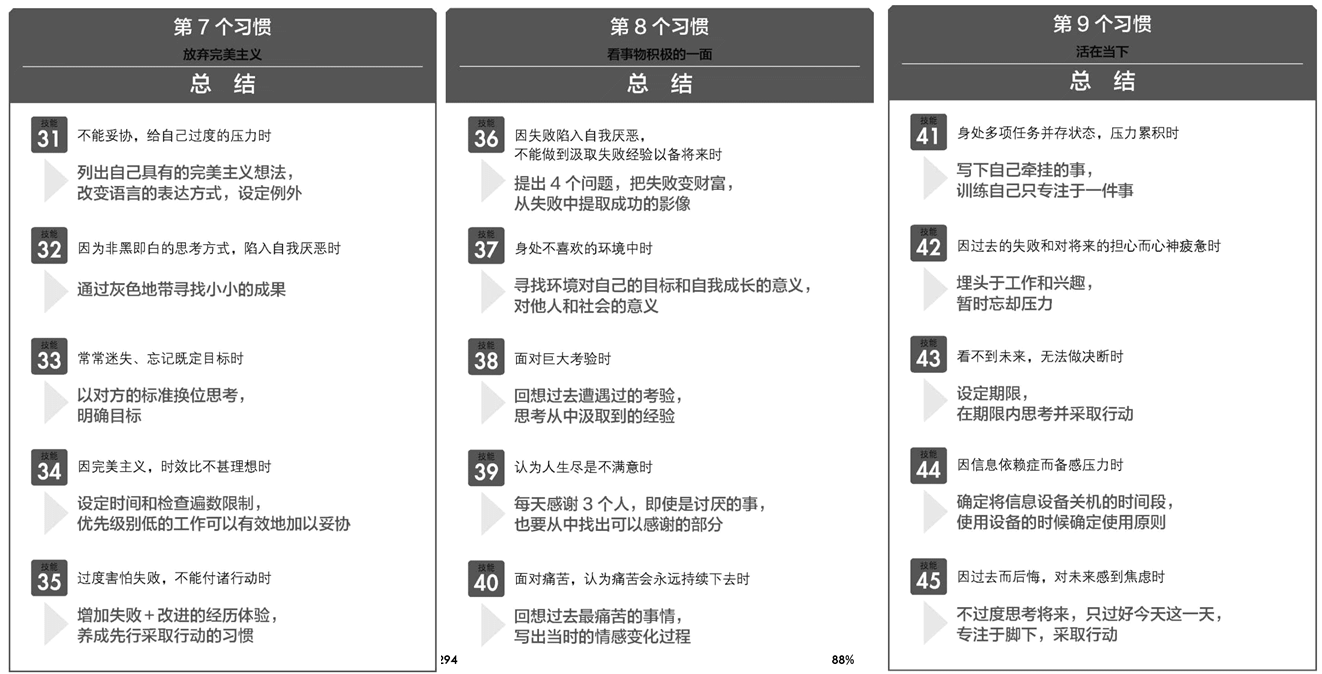 第7个习惯
放弃完美主义
总 结
技能
31
不能妥协，给自己过度的压力时
列出自己具有的完美主义想法，
改变语言的表达方式，设定例外
技能
32
因为非黑即白的思考方式，陷入自我厌恶时
通过灰色地带寻找小小的成果
技能
33
常常迷失、忘记既定目标时
以对方的标准换位思考，
明确目标
技能
34
因完美主义，时效比不甚理想时
设定时间和检查遍数限制，
优先级别低的工作可以有效地加以妥协
技能
35
过度害怕失败，不能付诸行动时
增加失败＋改进的经历体验，
养成先行采取行动的习惯
第8个习惯
看事物积极的一面
总 结
技能
36
因失败陷入自我厌恶，
不能做到汲取失败经验以备将来时
提出4个问题，把失败变财富，
从失败中提取成功的影像
技能
37
身处不喜欢的环境中时
寻找环境对自己的目标和自我成长的意义，
对他人和社会的意义
技能
38
面对巨大考验时
回想过去遭遇过的考验，
思考从中汲取到的经验
技能
39
认为人生尽是不满意时
每天感谢3个人，即使是讨厌的事，
也要从中找出可以感谢的部分
技能
40
面对痛苦，认为痛苦会永远持续下去时
回想过去最痛苦的事情，
写出当时的情感变化过程
294
88%
第9个习惯
活在当下
总 结
技能
41
身处多项任务并存状态，压力累积时
写下自己牵挂的事，
训练自己只专注于一件事
技能
42
因过去的失败和对将来的担心而心神疲惫时
埋头于工作和兴趣，
暂时忘却压力
技能
43
看不到未来，无法做决断时
设定期限，
在期限内思考并采取行动
技能
44
因信息依赖症而备感压力时
确定将信息设备关机的时间段，
使用设备的时候确定使用原则
技能
45
因过去而后悔，对未来感到焦虑时
不过度思考将来，只过好今天这一天，
专注于脚下，采取行动